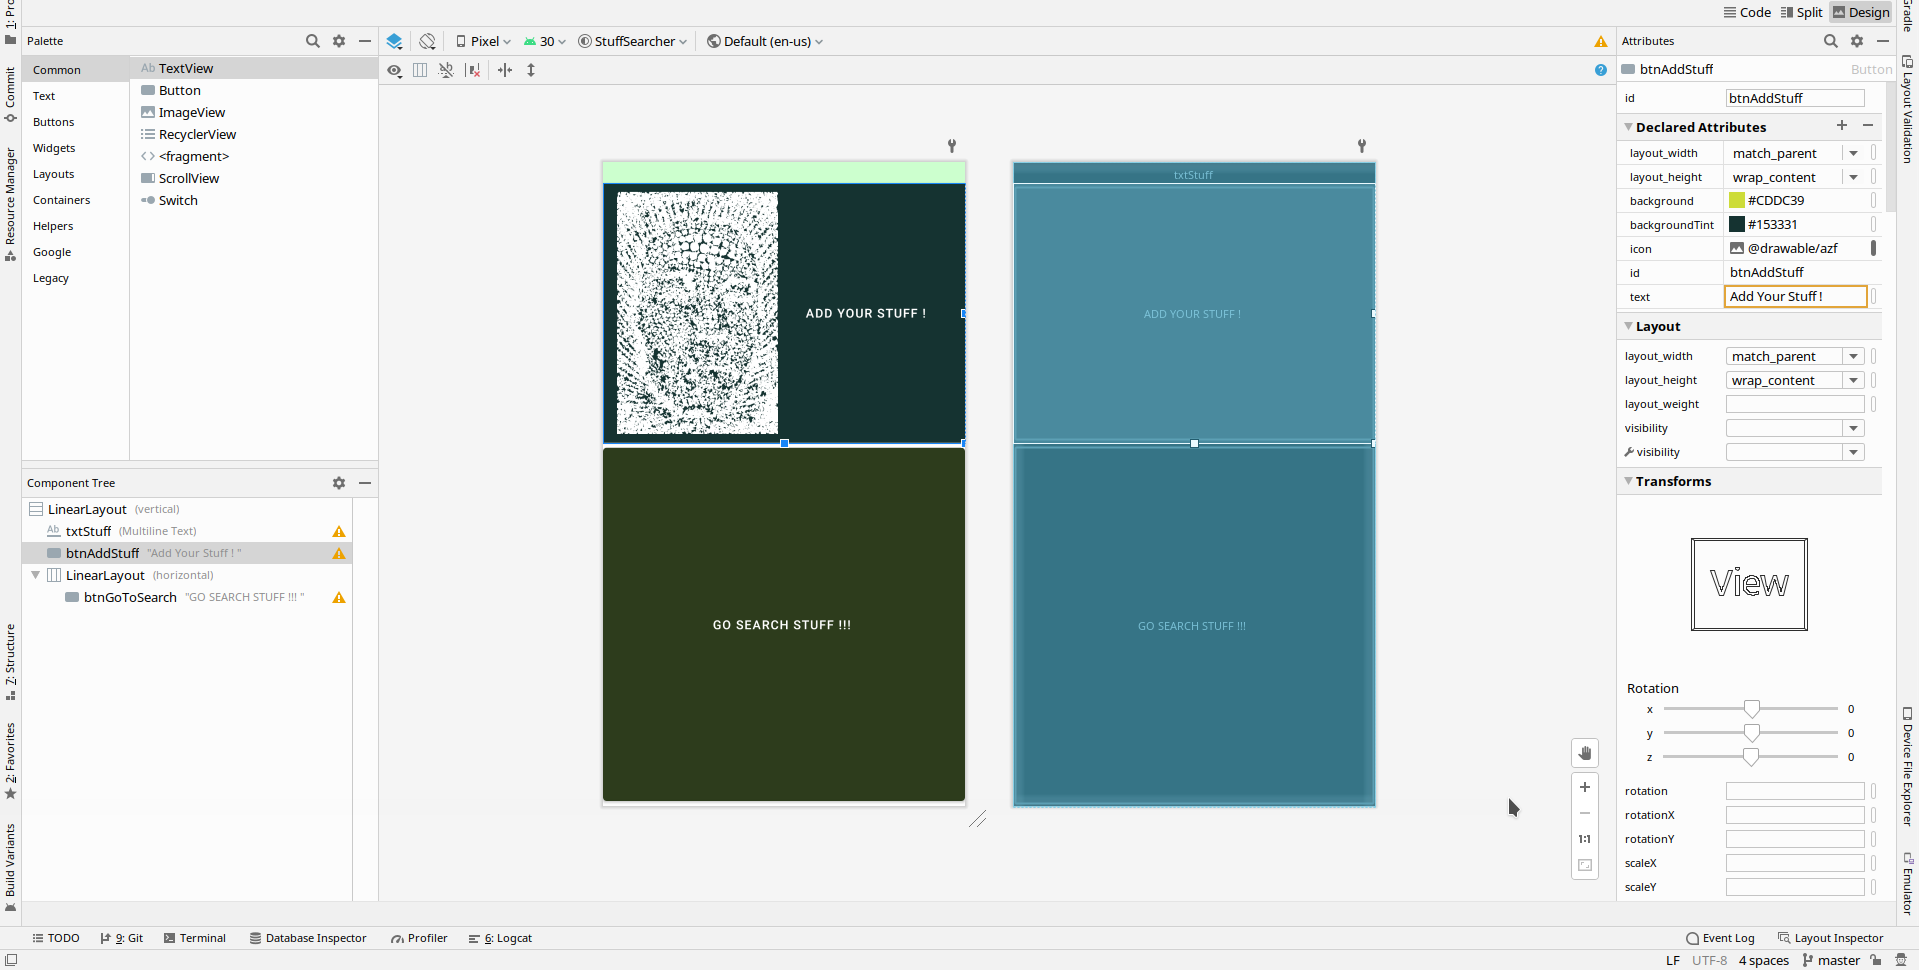 Code Split Design
1: Pro
Commit
Resource Manager
7: Structure
2: Favorites
Build Variants
Palette
Common
Text
Buttons
Widgets
Layouts
Containers
Helpers
Google
Legacy
Ab TextView
Button
ImageView
RecyclerView
<fragment>
ScrollView
Switch
Component Tree
LinearLayout (vertical)
Ab txtStuff (Multiline Text)
btnAddStuff "Add Your Stuff ! "
LinearLayout (horizontal)
btnGoToSearch "GO SEARCH STUFF !!! "
Pixel 30 StuffSearcher Default (en-us)
ADD YOUR STUFF !
GO SEARCH STUFF !!!
txtStuff
ADD YOUR STUFF !
GO SEARCH STUFF !!!
1:1
Attributes
btnAddStuff Button
id btnAddStuff
Declared Attributes
layout_width match_parent
layout_height wrap_content
background #CDDC39
backgroundTint #153331
icon @drawable/azf
id btnAddStuff
text Add Your Stuff !
Layout
layout_width match_parent
layout_height wrap_content
layout_weight
visibility
visibility
Transforms
View
Rotation
x 0
y 0
z 0
rotation
rotationX
rotationY
scaleX
scaleY
Gradle
Layout Validation
Device File Explorer
Emulator
TODO 9: Git Terminal Database Inspector Profiler 6: Logcat Event Log Layout Inspector
LF UTF-8 4 spaces master